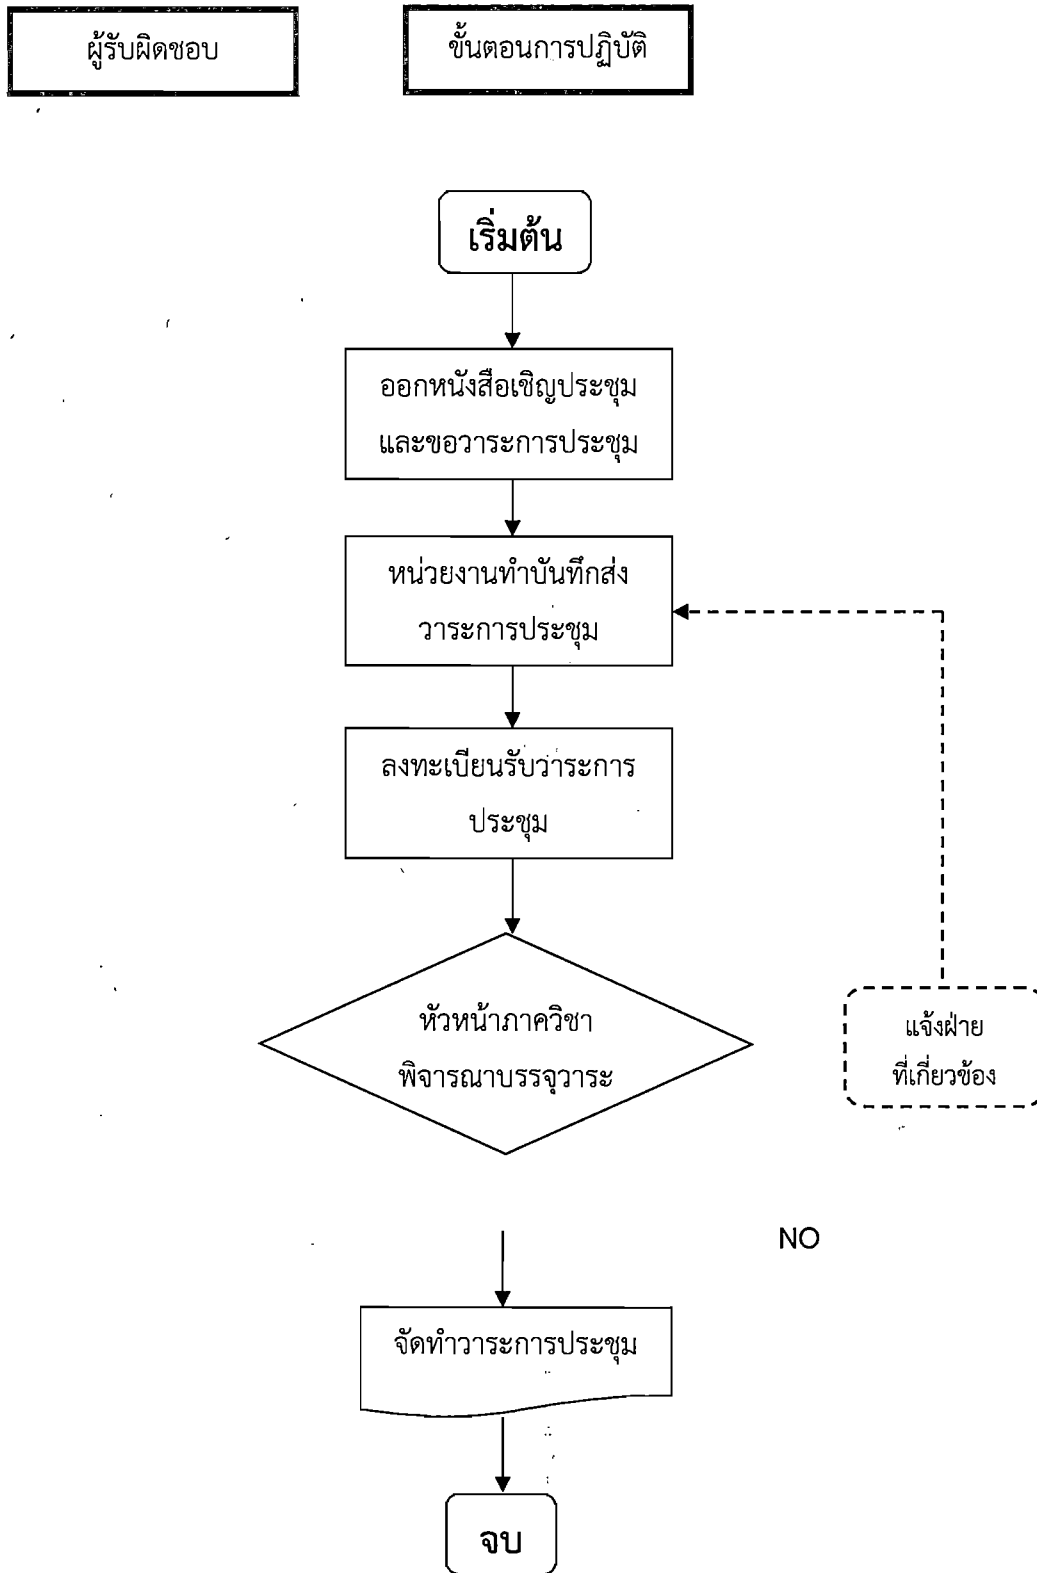 ผู้รับผิดชอบ
ขั้นตอนการปฏิบัติ
เริ่มต้น
ออกหนังสือเชิญประชุม
และขอวาระการประชุม
หน่วยงานทำบันทึกส่ง
วาระการประชุม
ลงทะเบียนรับว่าระการ
ประชุม
หัวหน้าภาควิชา
พิจารณาบรรจุวาระ
แจ้งฝ่าย
ที่เกี่ยวข้อง
NO
จัดทำวาระการประชุม
จบ